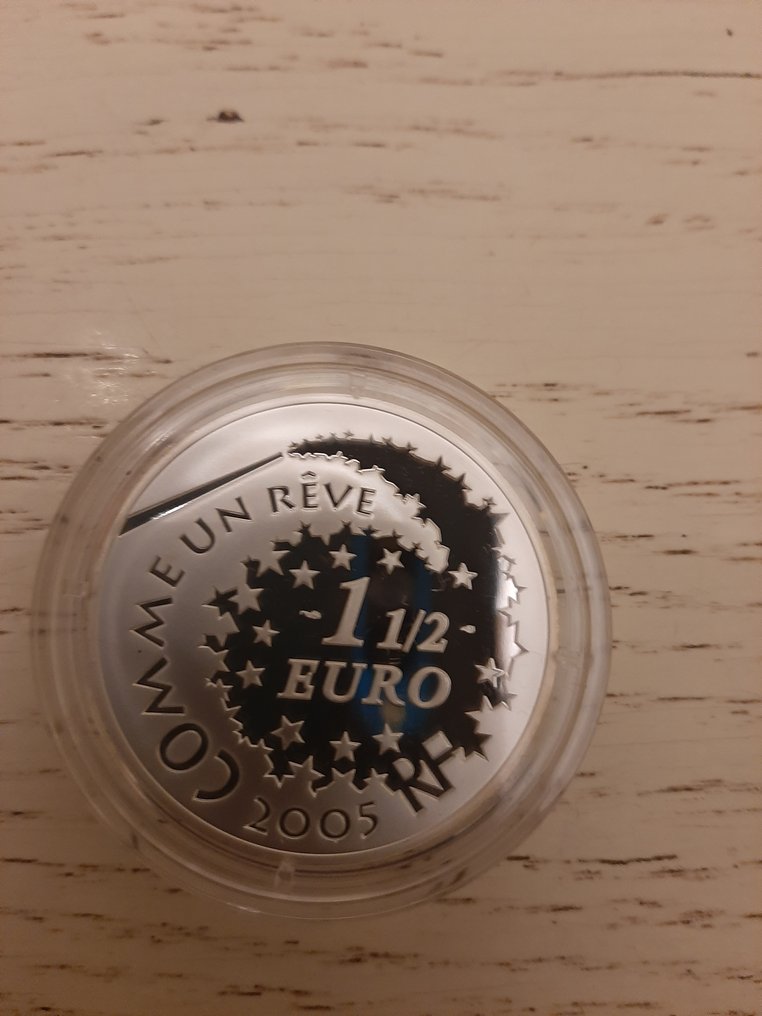 COMME UN RÊVE
1 1/2
EURO
RF
2005